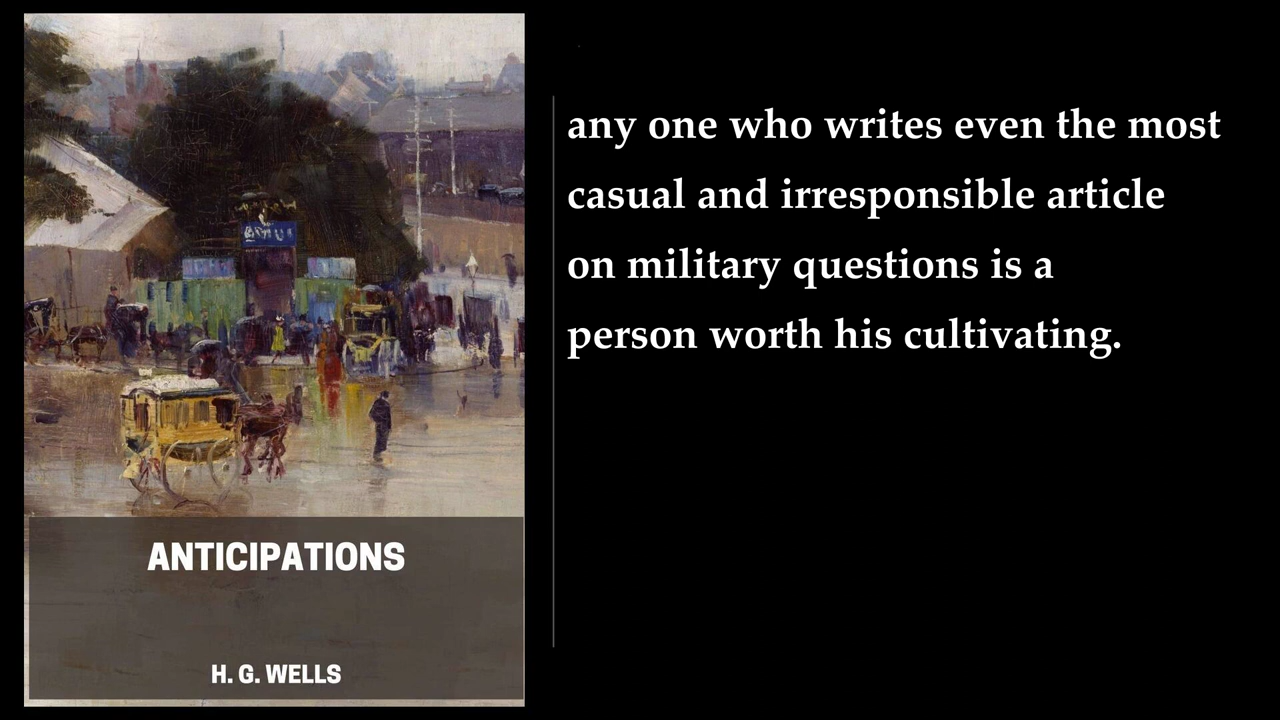 ANTICIPATIONS
H. G. WELLS
any one who writes even the most
casual and irresponsible article
on military questions is a
person worth his cultivating.